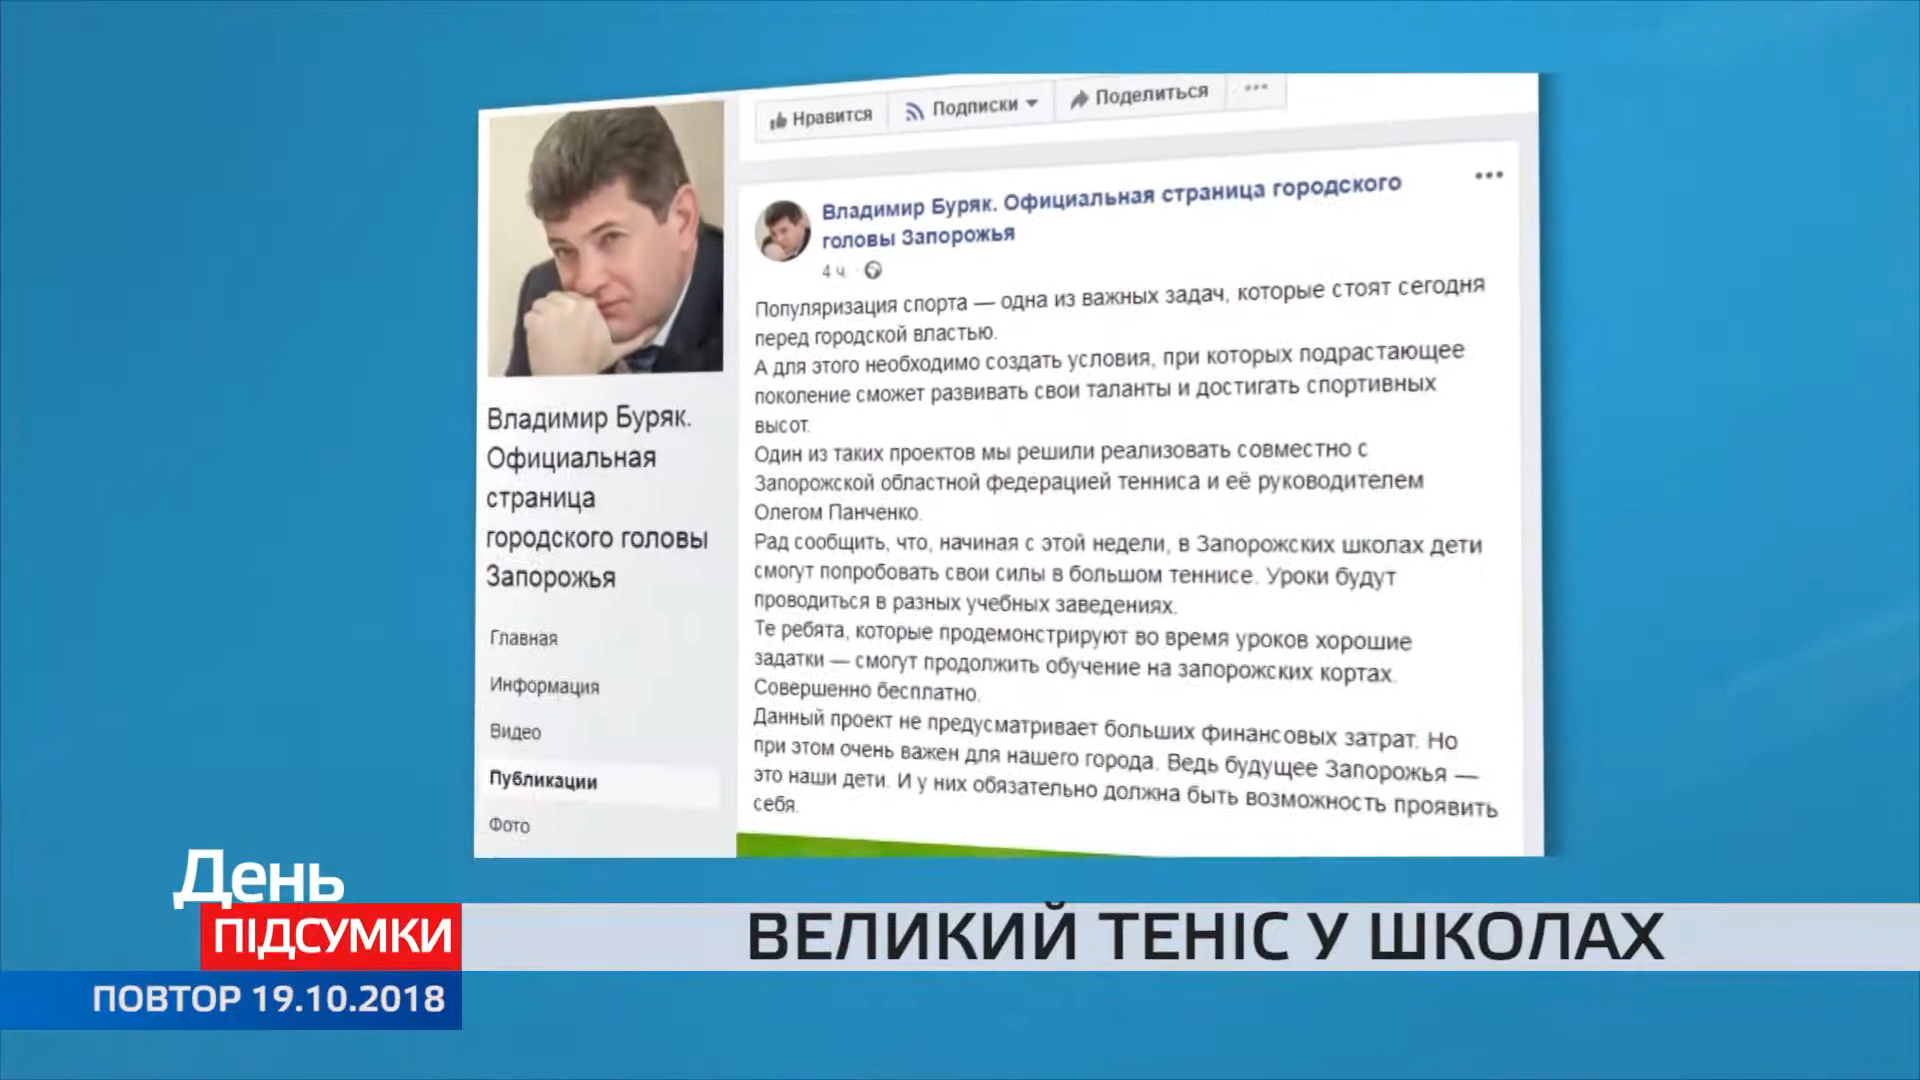 Нравится
Подписки
Поделиться
Владимир Буряк. Официальная страница городского
головы Запорожья
4 ч.
Популяризация спорта — одна из важных задач, которые стоят сегодня
перед городской властью.
А для этого необходимо создать условия, при которых подрастающее
поколение сможет развивать свои таланты и достигать спортивных
высот.
Один из таких проектов мы решили реализовать совместно с
Запорожской областной федерацией тенниса и её руководителем
Олегом Панченко.
Рад сообщить, что, начиная с этой недели, в Запорожских школах дети
смогут попробовать свои силы в большом теннисе. Уроки будут
проводиться в разных учебных заведениях.
Те ребята, которые продемонстрируют во время уроков хорошие
задатки — смогут продолжить обучение на запорожских кортах.
Совершенно бесплатно.
Данный проект не предусматривает больших финансовых затрат. Но
при этом очень важен для нашего города. Ведь будущее Запорожья —
это наши дети. И у них обязательно должна быть возможность проявить
себя.
Владимир Буряк.
Официальная
страница
городского головы
Запорожья
Главная
Информация
Видео
Публикации
Фото
День
ПІДСУМКИ
ВЕЛИКИЙ ТЕНІС У ШКОЛАХ
ПОВТОР 19.10.2018